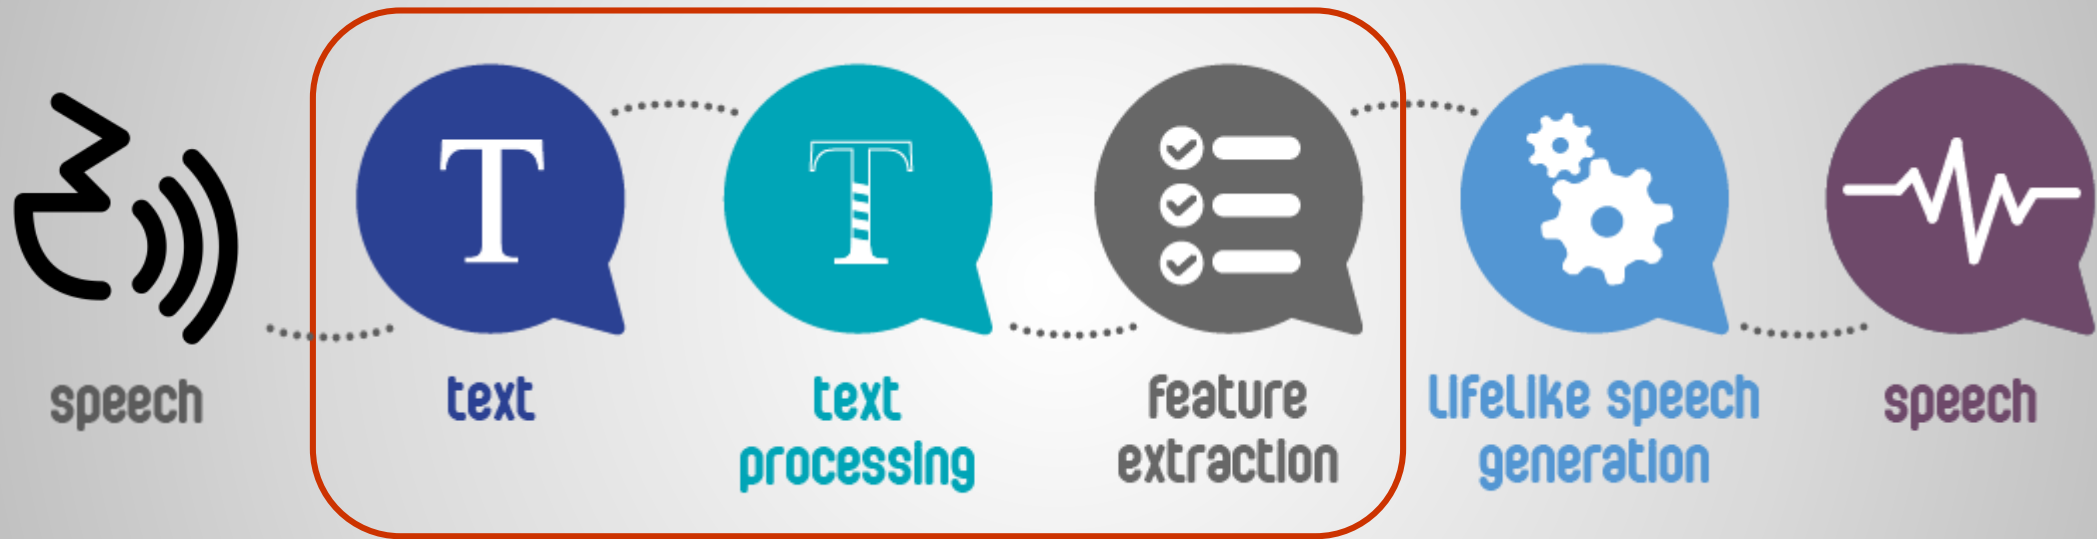 T
T
speech
text
text
processing
feature
extraction
lifelike speech
generation
speech